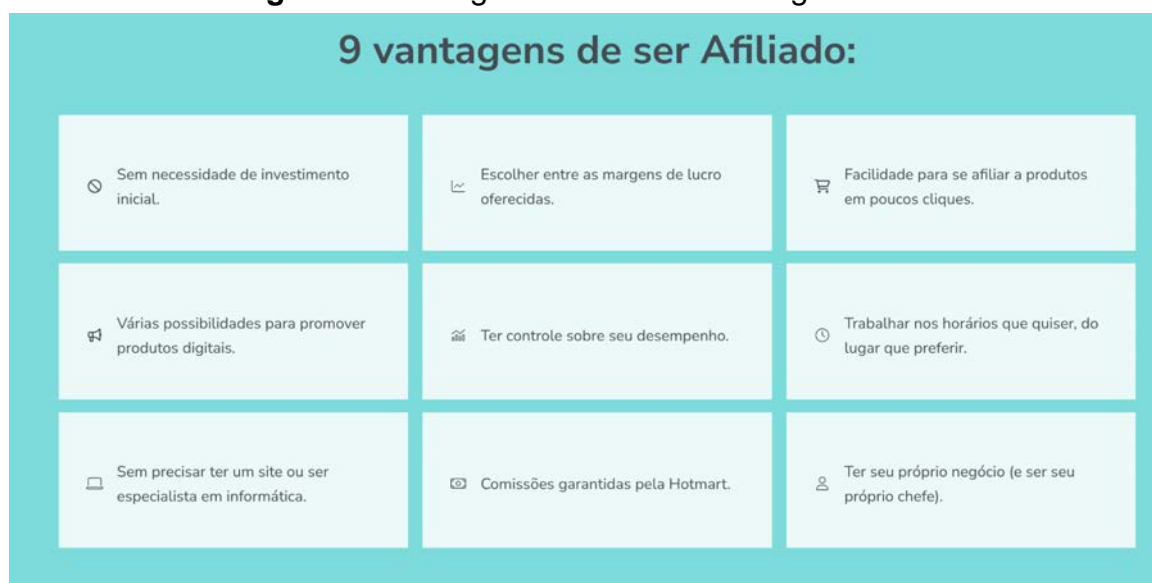 9 vantagens de ser Afiliado:
Sem necessidade de investimento
inicial.
Escolher entre as margens de lucro
oferecidas.
Facilidade para se afiliar a produtos
em poucos cliques.
Várias possibilidades para promover
produtos digitais.
Ter controle sobre seu desempenho.
Trabalhar nos horários que quiser, do
lugar que preferir.
Sem precisar ter um site ou ser
especialista em informática.
Comissões garantidas pela Hotmart.
Ter seu próprio negócio (e ser seu
próprio chefe).